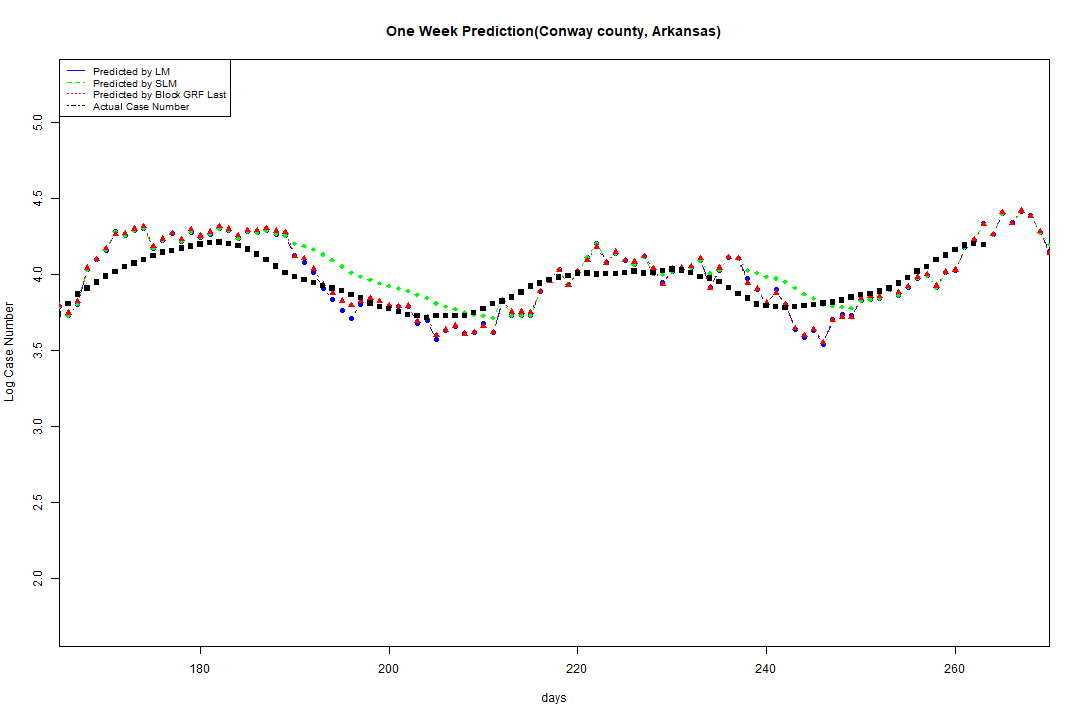 One Week Prediction(Conway county, Arkansas)
Predicted by LM
Predicted by SLM
Predicted by Block GRF Last
Actual Case Number
5.0
4.5
4.0
3.5
3.0
2.5
2.0
Log Case Number
180 200 220 240 260
days